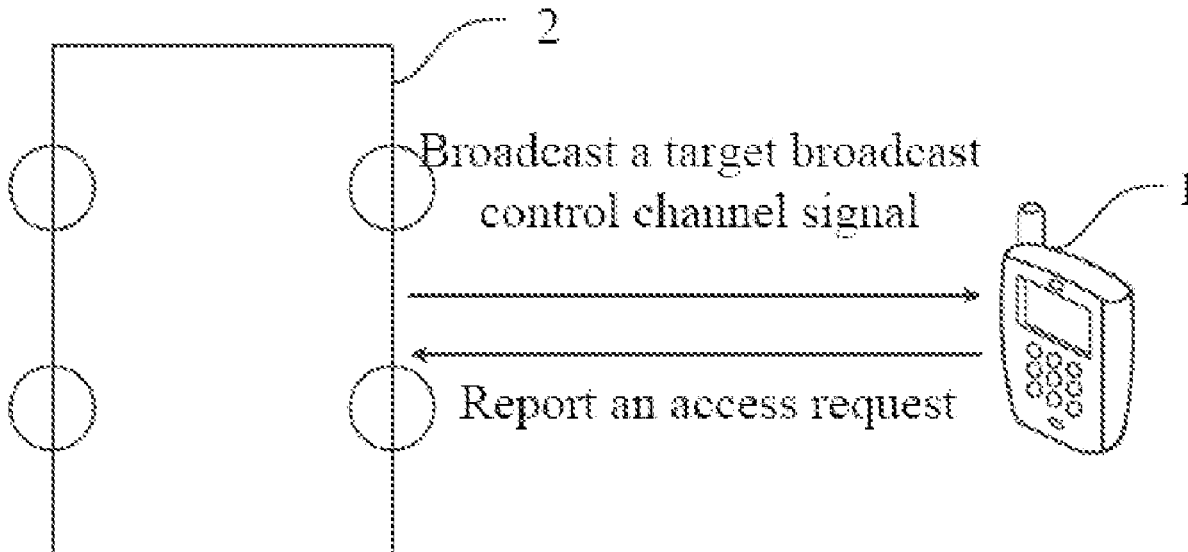 2
Broadcast a target broadcast
control channel signal
1
Report an access request